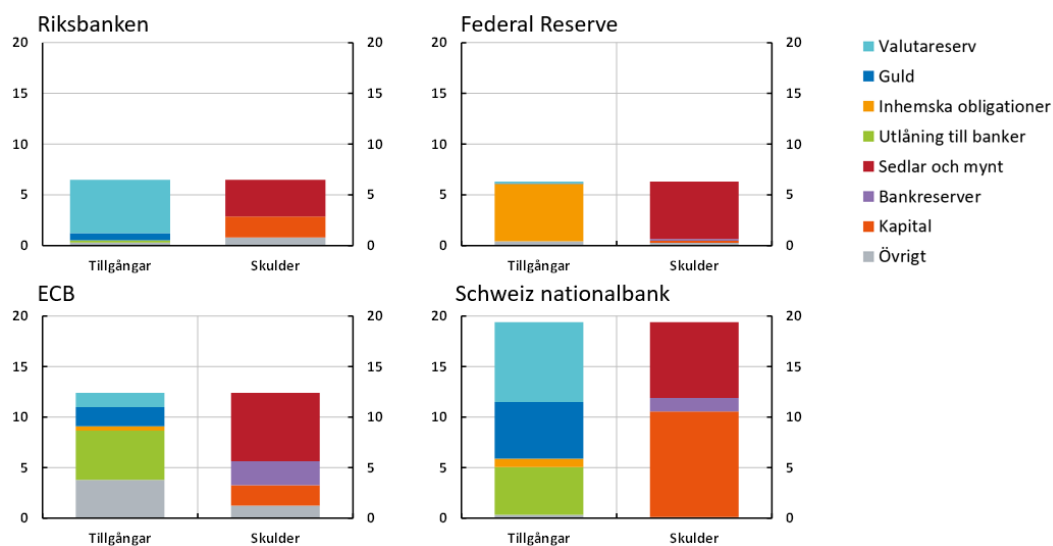 Riksbanken
20 20
15 15
10 10
5 5
0 0
Tillgångar Skulder
Federal Reserve
20 20
15 15
10 10
5 5
0 0
Tillgångar Skulder
Valutareserv
Guld
Inhemska obligationer
Utlåning till banker
Sedlar och mynt
Bankreserver
Kapital
Övrigt
ECB
20 20
15 15
10 10
5 5
0 0
Tillgångar Skulder
Schweiz nationalbank
20 20
15 15
10 10
5 5
0 0
Tillgångar Skulder